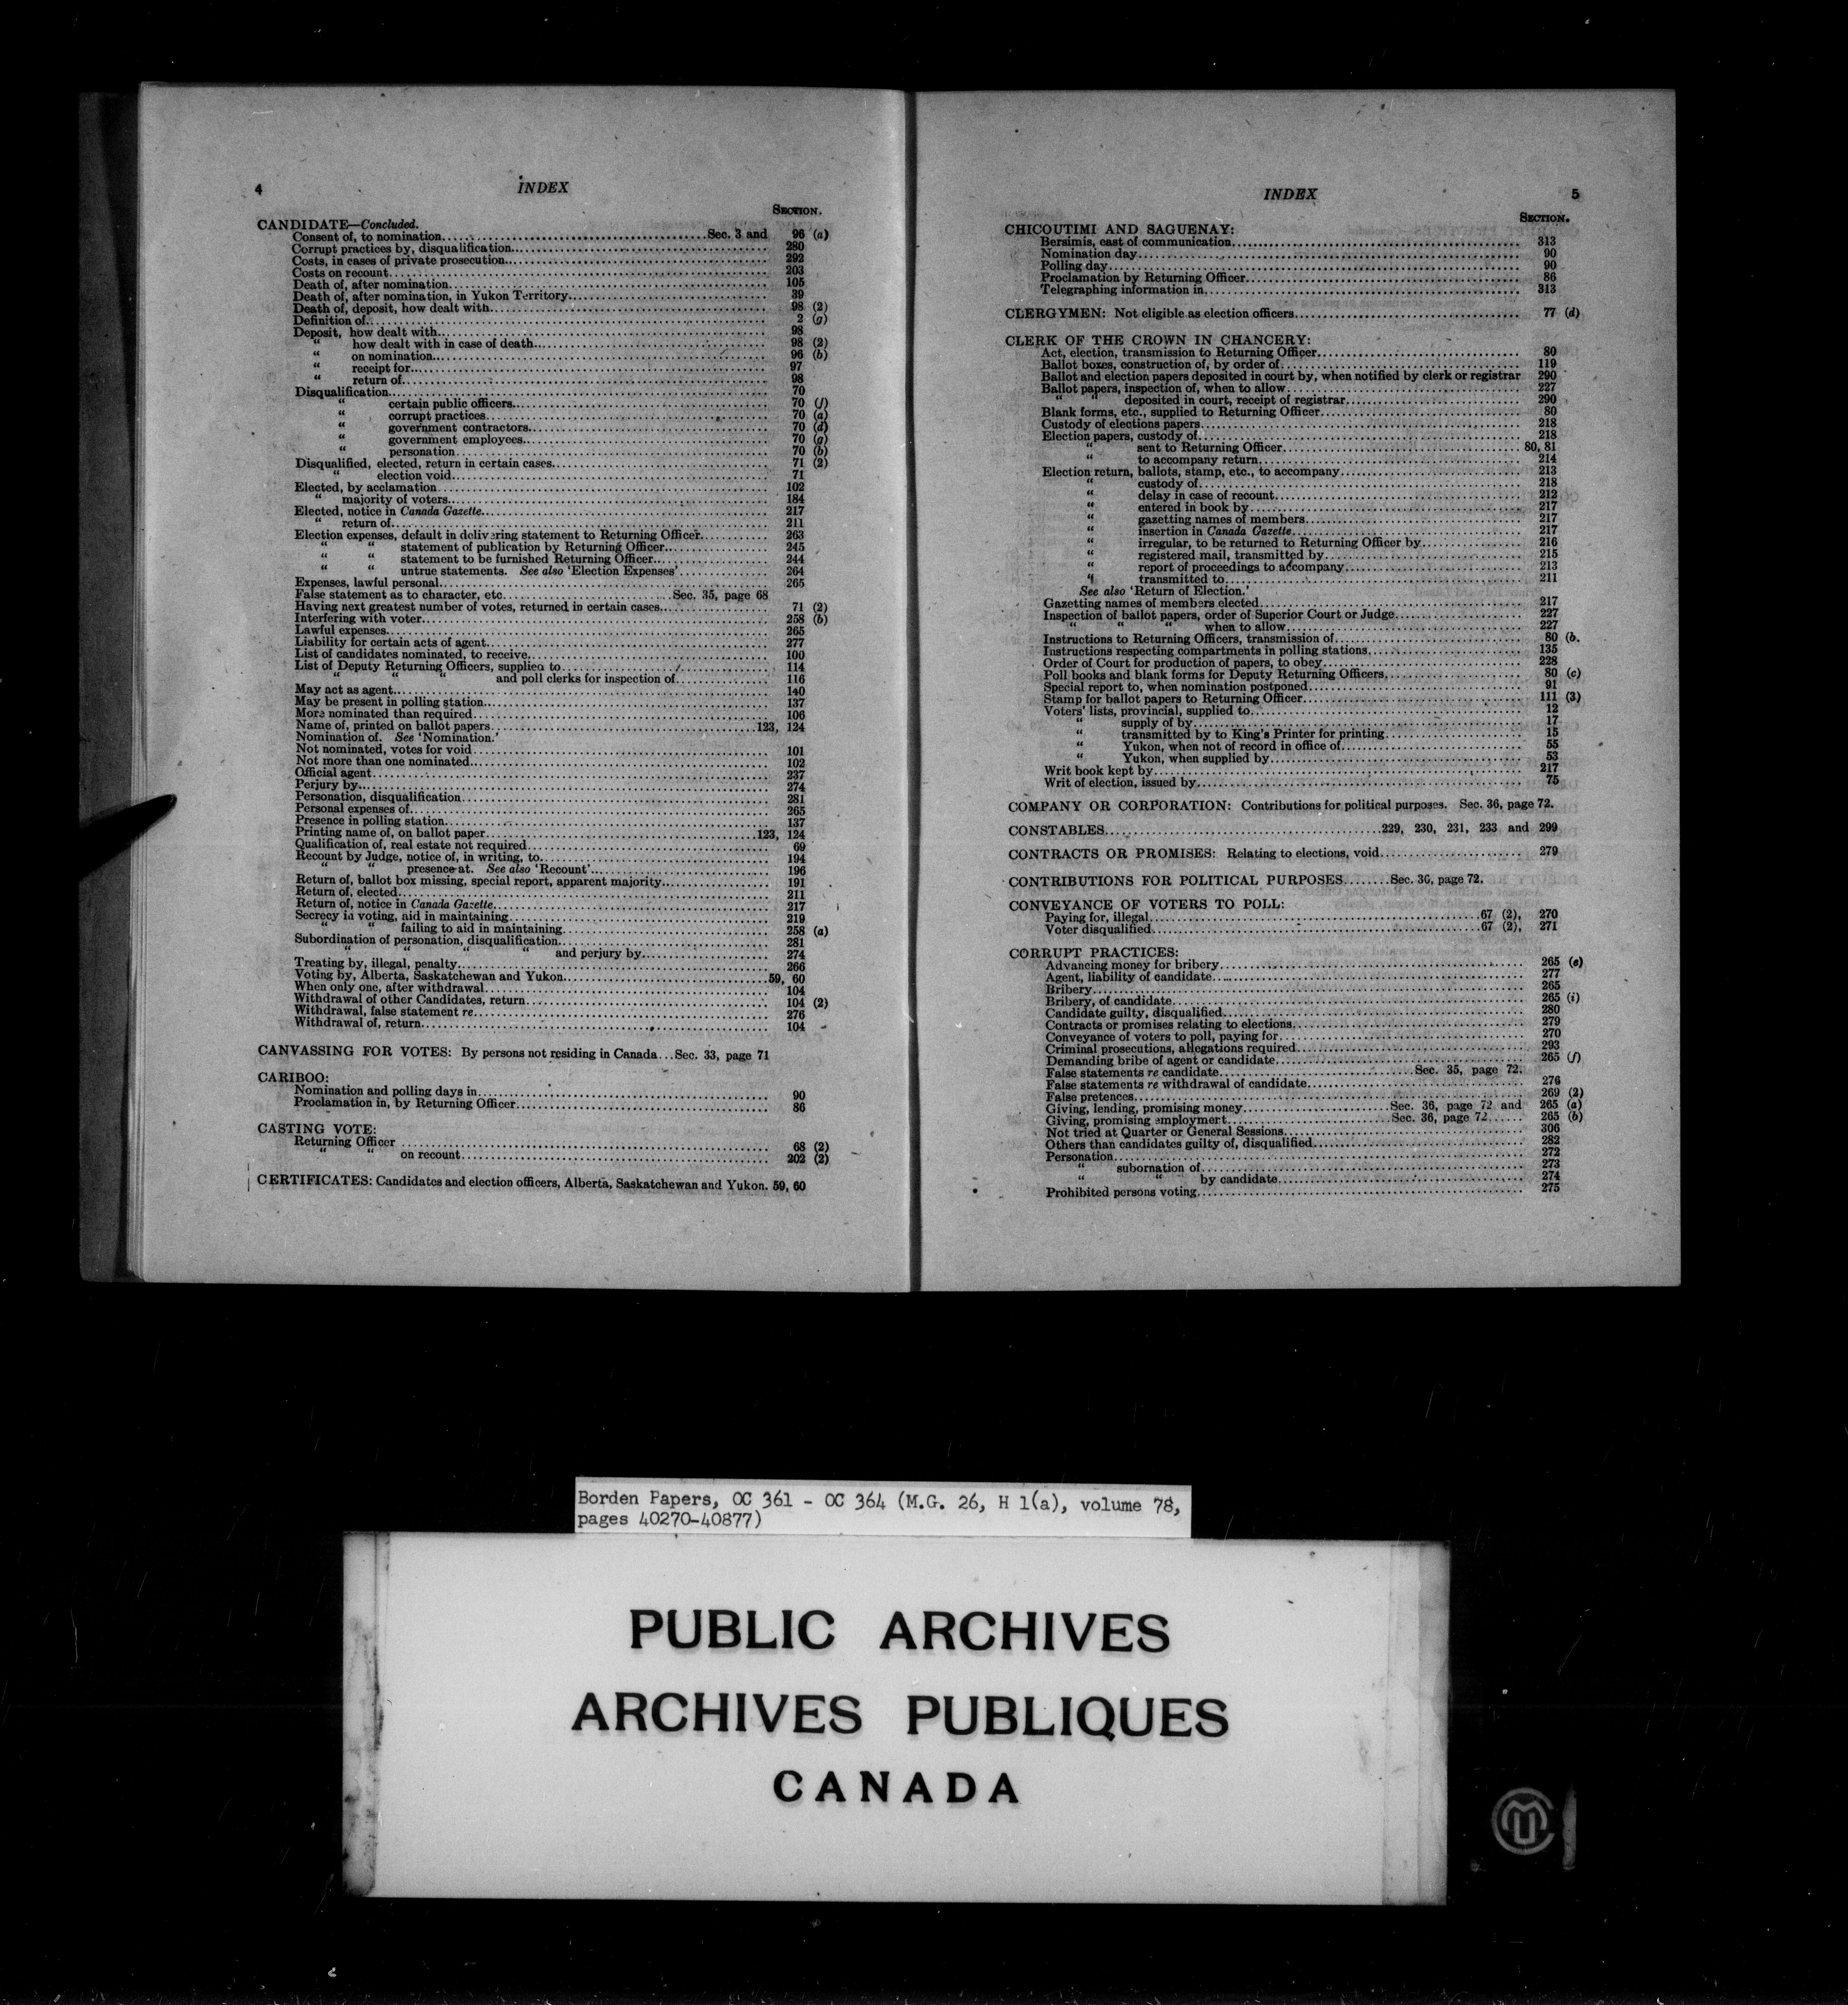 4 INDEX
SECTION.
CANDIDATE—Concluded.
Consent of, to nomination........Sec. 3 and 96 (a)
Corrupt practices by, disqualification........ 280
Costs, in cases of private prosecution........ 292
Costs on recount........ 203
Death of, after nomination........ 105
Death of, after nomination, in Yukon Territory........ 39
Death of, deposit, how dealt with........ 98 (2)
Definition of........ 2 (g)
Deposit, how dealt with........ 98
“ how dealt with in case of death........ 98 (2)
“ on nomination........ 96 (b)
“ receipt for........ 97
“ return of........ 98
Disqualification........ 70
“ certain public officers........ 70 (f)
“ corrupt practices........ 70 (a)
“ government contractors........ 70 (d)
“ government employees........ 70 (g)
“ personation........ 70 (b)
Disqualified, elected, return in certain cases........ 71 (2)
“ election void........ 71
Elected, by acclamation........ 102
“ majority of voters........ 184
Elected, notice in Canada Gazette........ 217
“ return of........ 211
Election expenses, default in delivering statement to Returning Officer........ 263
“ “ statement of publication by Returning Officer........ 245
“ “ statement to be furnished Returning Officer........ 244
“ “ untrue statements. See also ‘Election Expenses’........ 264
Expenses, lawful personal........ 265
False statement as to character, etc........Sec. 35, page 68
Having next greatest number of votes, returned in certain cases........ 71 (2)
Interfering with voter........ 258 (b)
Lawful expenses........ 265
Liability for certain acts of agent........ 277
List of candidates nominated, to receive........ 100
List of Deputy Returning Officers, supplied to........ 114
“ “ “ and poll clerks for inspection of........ 116
May act as agent........ 140
May be present in polling station........ 137
More nominated than required........ 106
Name of, printed on ballot papers........123, 124
Nomination of. See ‘Nomination.’
Not nominated, votes for void........ 101
Not more than one nominated........ 102
Official agent........ 237
Perjury by........ 274
Personation, disqualification........ 281
Personal expenses of........ 265
Presence in polling station........ 137
Printing name of, on ballot paper........123, 124
Qualification of, real estate not required........ 69
Recount by Judge, notice of, in writing, to........ 194
“ “ presence at. See also ‘Recount’........ 196
Return of, ballot box missing, special report, apparent majority........ 191
Return of, elected........ 211
Return of, notice in Canada Gazette........ 217
Secrecy in voting, aid in maintaining........ 219
“ “ failing to aid in maintaining........ 258 (a)
Subordination of personation, disqualification........ 281
“ “ “ “ and perjury by........ 274
Treating by, illegal, penalty........ 266
Voting by, Alberta, Saskatchewan and Yukon........59, 60
When only one, after withdrawal........ 104
Withdrawal of other Candidates, return........ 104 (2)
Withdrawal, false statement re........ 276
Withdrawal of, return........ 104
CANVASSING FOR VOTES: By persons not residing in Canada...Sec. 33, page 71
CARIBOO:
Nomination and polling days in........ 90
Proclamation in, by Returning Officer........ 86
CASTING VOTE:
Returning Officer ........ 68 (2)
“ “ on recount........ 202 (2)
CERTIFICATES: Candidates and election officers, Alberta, Saskatchewan and Yukon. 59, 60
INDEX 5
SECTION.
CHICOUTIMI AND SAGUENAY:
Bersimis, east of communication........ 313
Nomination day........ 90
Polling day........ 90
Proclamation by Returning Officer........ 86
Telegraphing information in........ 313
CLERGYMEN: Not eligible as election officers........ 77 (d)
CLERK OF THE CROWN IN CHANCERY:
Act, election, transmission to Returning Officer........ 80
Ballot boxes, construction of, by order of........ 119
Ballot and election papers deposited in court by, when notified by clerk or registrar 290
Ballot papers, inspection of, when to allow........ 227
“ “ deposited in court, receipt of registrar........ 290
Blank forms, etc., supplied to Returning Officer........ 80
Custody of elections papers........ 218
Election papers, custody of........ 218
“ sent to Returning Officer........ 80, 81
“ to accompany return........ 214
Election return, ballots, stamp, etc., to accompany........ 213
“ custody of........ 218
“ delay in case of recount........ 212
“ entered in book by........ 217
“ gazetting names of members........ 217
“ insertion in Canada Gazette........ 217
“ irregular, to be returned to Returning Officer by........ 216
“ registered mail, transmitted by........ 215
“ report of proceedings to accompany........ 213
“ transmitted to........ 211
See also ‘Return of Election.’
Gazetting names of members elected........ 217
Inspection of ballot papers, order of Superior Court or Judge........ 227
“ “ “ when to allow........ 227
Instructions to Returning Officers, transmission of........ 80 (b.
Instructions respecting compartments in polling stations........ 135
Order of Court for production of papers, to obey........ 228
Poll books and blank forms for Deputy Returning Officers........ 80 (c)
Special report to, when nomination postponed........ 91
Stamp for ballot papers to Returning Officer........ 111 (3)
Voters’ lists, provincial, supplied to........ 12
“ supply of by........ 17
“ transmitted by to King’s Printer for printing........ 15
“ Yukon, when not of record in office of........ 55
“ Yukon, when supplied by........ 53
Writ book kept by........ 217
Writ of election, issued by........ 75
COMPANY OR CORPORATION: Contributions for political purposes. Sec. 36, page 72.
CONSTABLES........229, 230, 231, 233 and 299
CONTRACTS OR PROMISES: Relating to elections, void........ 279
CONTRIBUTIONS FOR POLITICAL PURPOSES........Sec. 36, page 72.
CONVEYANCE OF VOTERS TO POLL:
Paying for, illegal........67 (2), 270
Voter disqualified........67 (2), 271
CORRUPT PRACTICES:
Advancing money for bribery........ 265 (e)
Agent, liability of candidate........ 277
Bribery........ 265
Bribery, of candidate........ 265 (i)
Candidate guilty, disqualified........ 280
Contracts or promises relating to elections........ 279
Conveyance of voters to poll, paying for........ 270
Criminal prosecutions, allegations required........ 293
Demanding bribe of agent or candidate........ 265 (f)
False statements re candidate........Sec. 35, page 72.
False statements re withdrawal of candidate........ 276
False pretences........ 269 (2)
Giving, lending, promising money........Sec. 36, page 72 and 265 (a)
Giving, promising employment........Sec. 36, page 72...... 265 (b)
Not tried at Quarter or General Sessions........ 306
Others than candidates guilty of, disqualified........ 282
Personation........ 272
“ subornation of........ 273
“ “ by candidate........ 274
Prohibited persons voting........ 275
Borden Papers, OC 361 - OC 364 (M.G. 26, H 1(a), volume 78,
pages 40270-40877)
PUBLIC ARCHIVES
ARCHIVES PUBLIQUES
CANADA